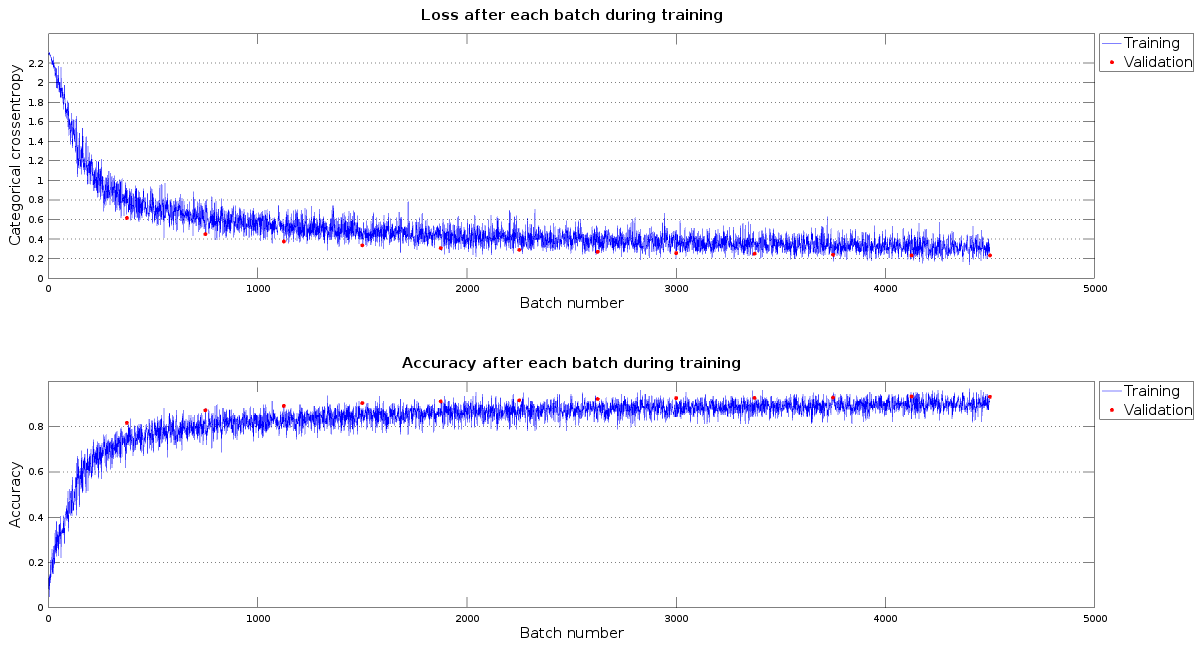 Loss after each batch during training
Categorical crossentropy
2.2
2
1.8
1.6
1.4
1.2
1
0.8
0.6
0.4
0.2
0
0 1000 2000 3000 4000 5000
Batch number
Training
Validation
Accuracy after each batch during training
Accuracy
0.8
0.6
0.4
0.2
0
0 1000 2000 3000 4000 5000
Batch number
Training
Validation